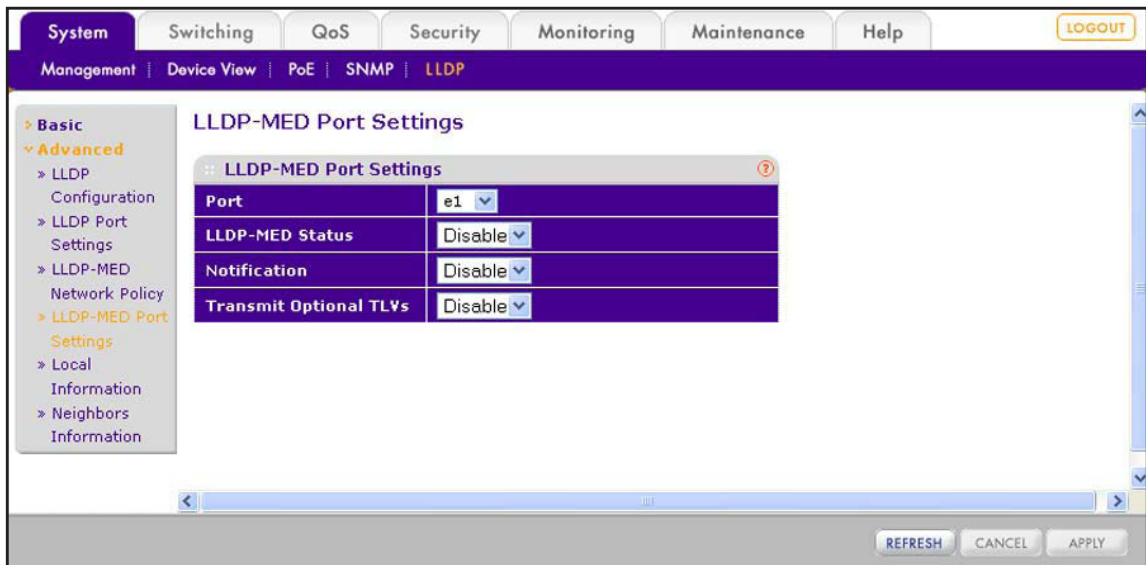 System Switching QoS Security Monitoring Maintenance Help LOGOUT
Management | Device View | PoE | SNMP | LLDP
Basic
Advanced
» LLDP
Configuration
» LLDP Port
Settings
» LLDP-MED
Network Policy
» LLDP-MED Port
Settings
» Local
Information
» Neighbors
Information
LLDP-MED Port Settings
LLDP-MED Port Settings ?
Port e1
LLDP-MED Status Disable
Notification Disable
Transmit Optional TLVs Disable
REFRESH CANCEL APPLY